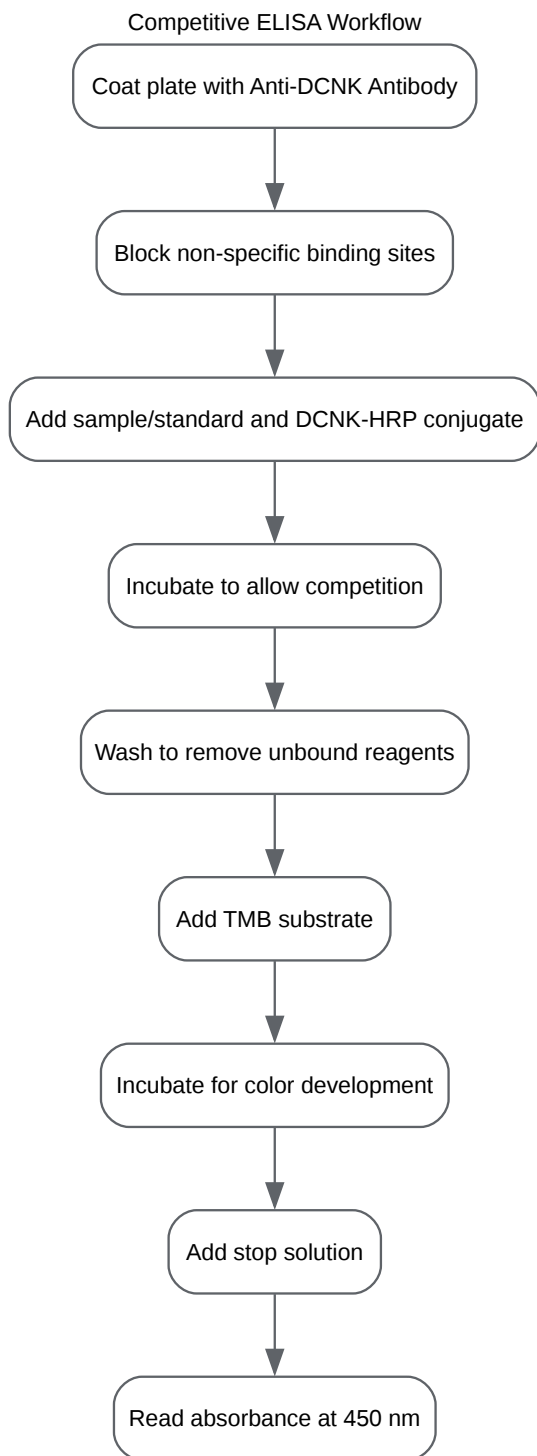 Competitive ELISA Workflow
Coat plate with Anti-DCNK Antibody
Block non-specific binding sites
Add sample/standard and DCNK-HRP conjugate
Incubate to allow competition
Wash to remove unbound reagents
Add TMB substrate
Incubate for color development
Add stop solution
Read absorbance at 450 nm